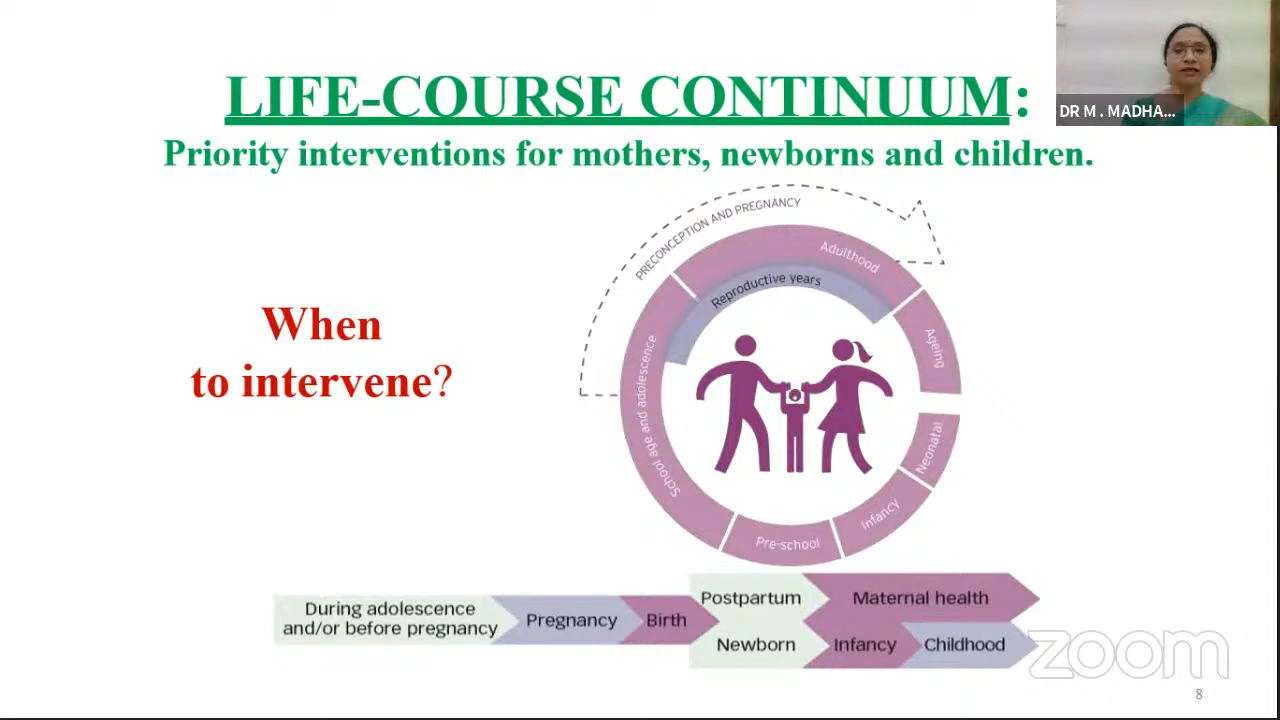 LIFE-COURSE CONTINUUM:
Priority interventions for mothers, newborns and children.
DR M . MADHA...
When
to intervene?
PRECONCEPTION AND PREGNANCY
Adulthood
Reproductive years
Ageing
School age and adolescence
Neonatal
Infancy
Pre-school
During adolescence
and/or before pregnancy
Pregnancy
Birth
Postpartum
Maternal health
Newborn
Infancy
Childhood
zoom
8